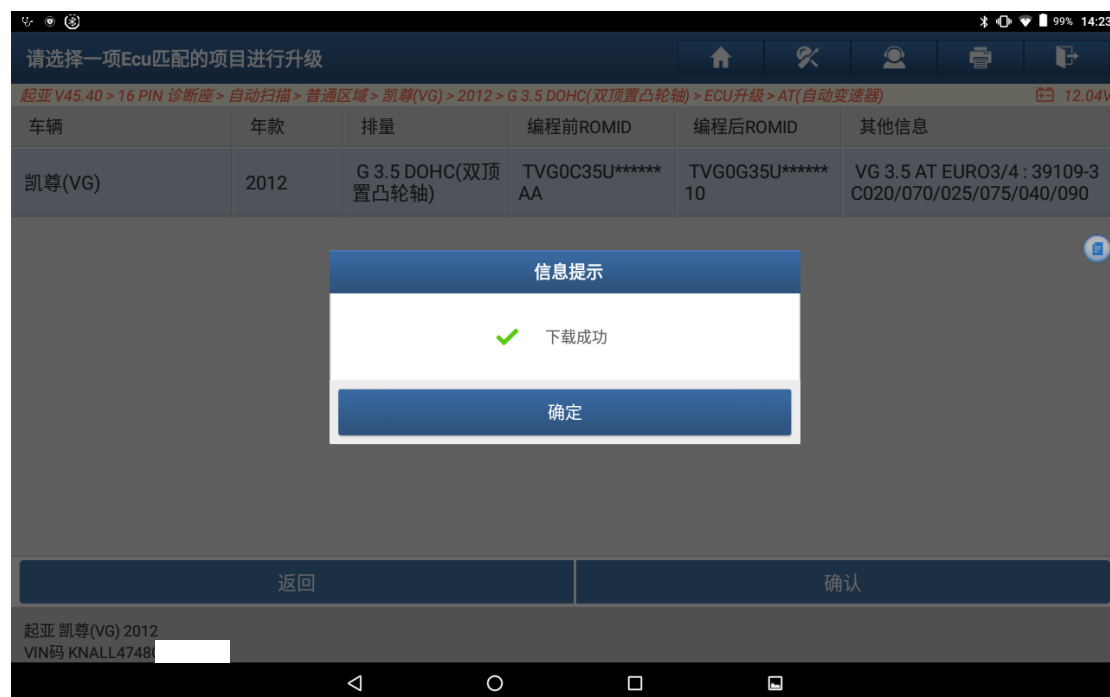 99% 14:23
请选择一项Ecu匹配的项目进行升级
起亚 V45.40 > 16 PIN 诊断座 > 自动扫描 > 普通区域 > 凯尊(VG) > 2012 > G 3.5 DOHC(双顶置凸轮轴) > ECU升级 > AT(自动变速器) 12.04V
车辆 年款 排量 编程前ROMID 编程后ROMID 其他信息
凯尊(VG) 2012 G 3.5 DOHC(双顶 TVG0C35U****** TVG0G35U****** VG 3.5 AT EURO3/4 : 39109-3
置凸轮轴) AA 10 C020/070/025/075/040/090
信息提示
下载成功
确定
返回 确认
起亚 凯尊(VG) 2012
VIN码 KNALL4748